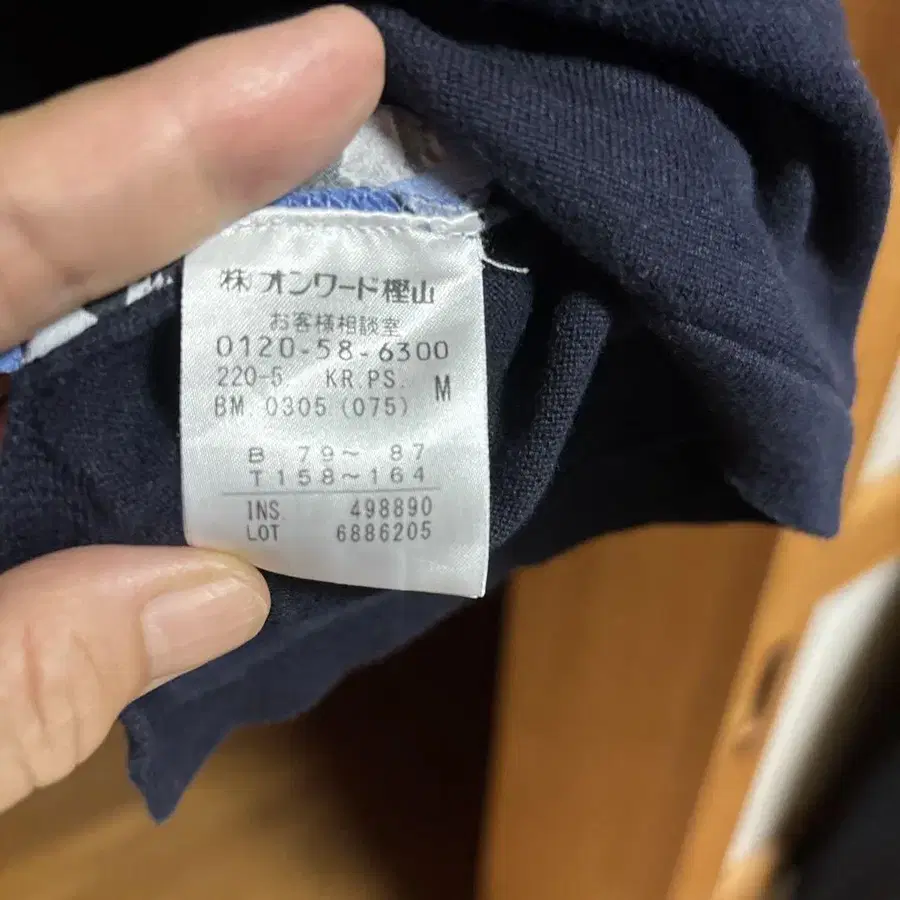 ㈱ オンワード樫山
お客様相談室
0120-58-6300
220-5. KR.PS. M
BM. 0305 (075)
B 79～ 87
T 158～164
INS. 498890
LOT 6886205